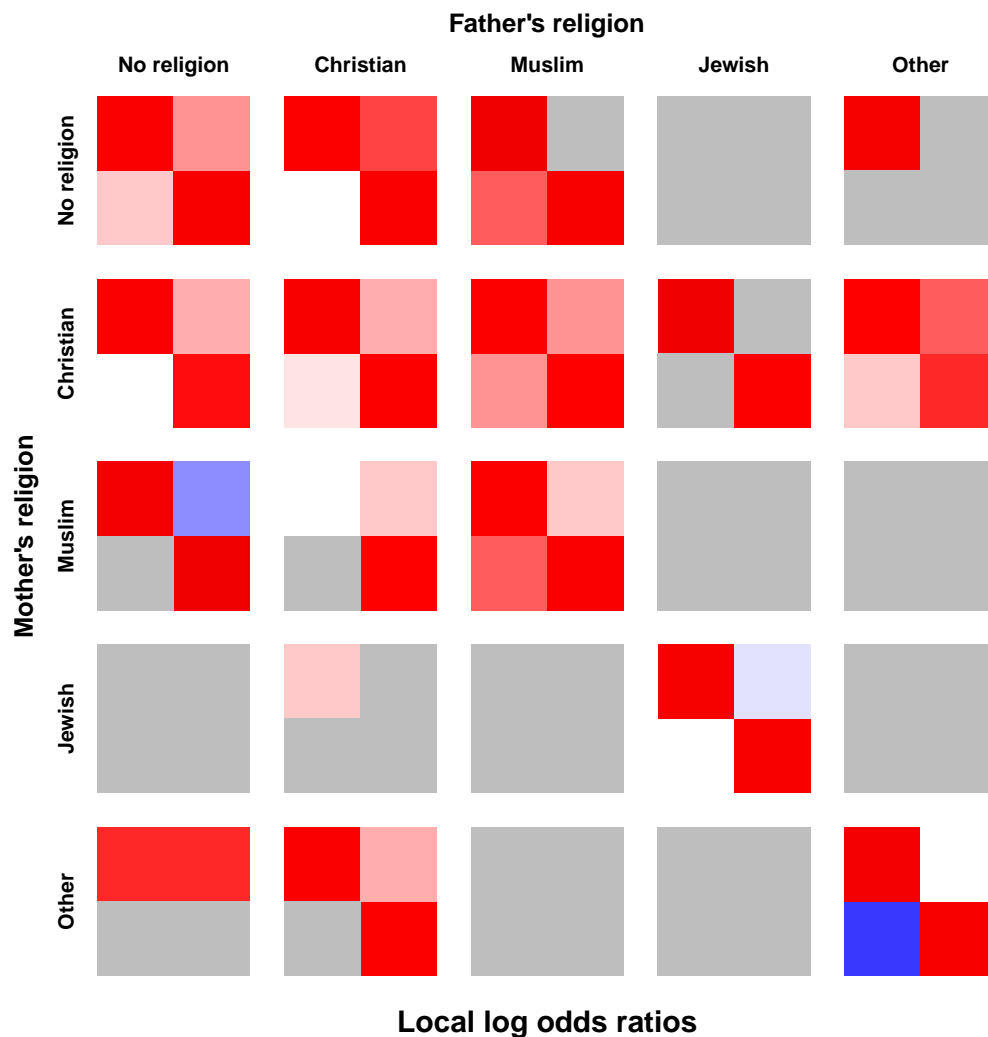 Father's religion
No religion Christian Muslim Jewish Other
Mother's religion
No religion
Christian
Muslim
Jewish
Other
Local log odds ratios